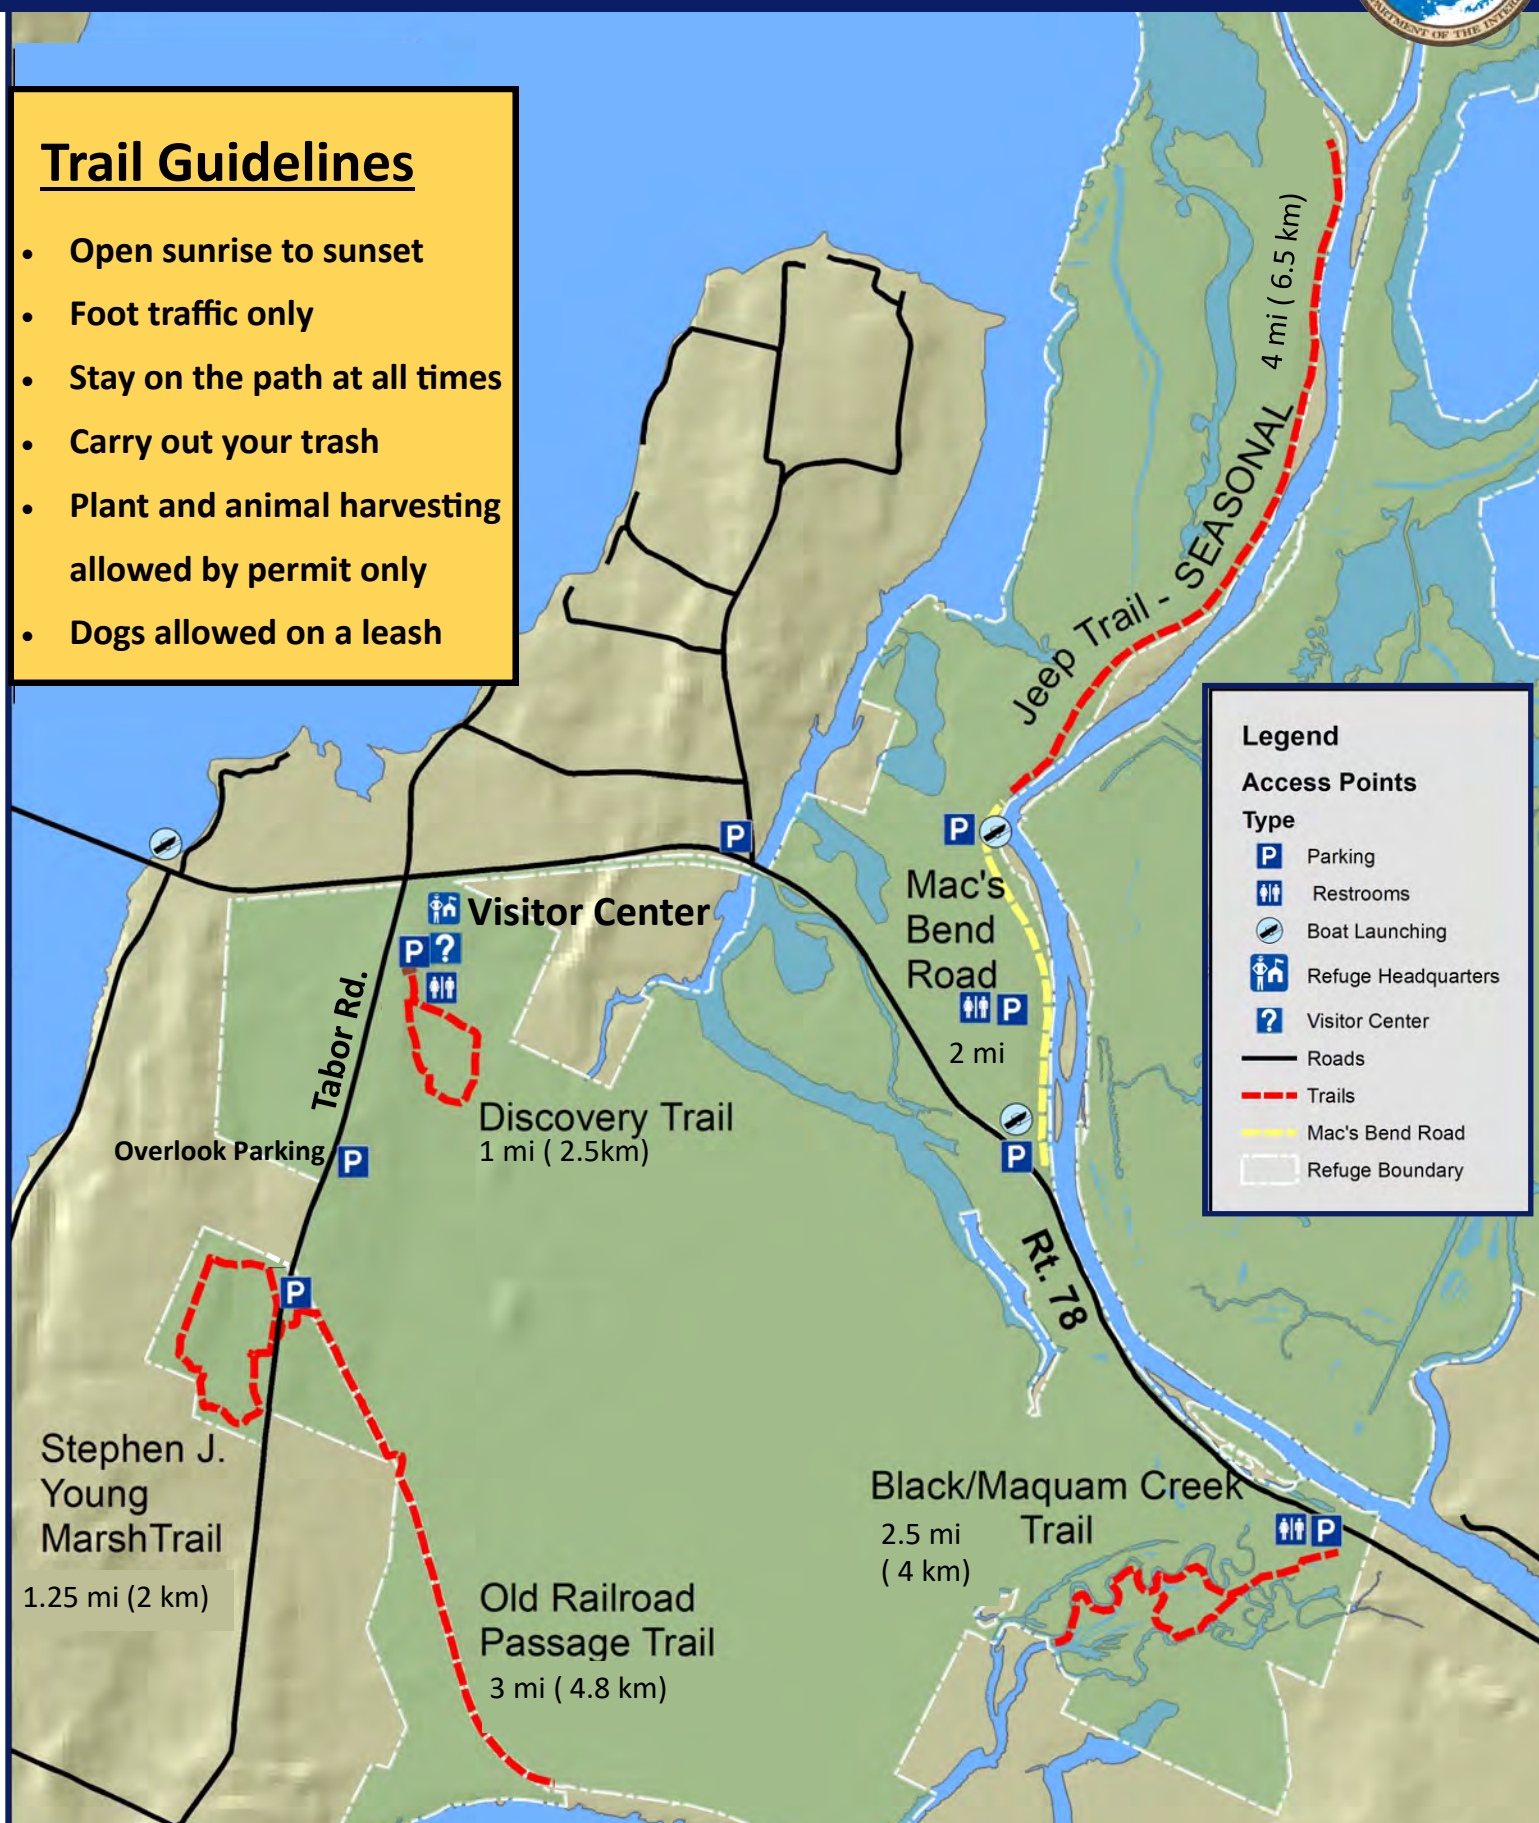 DEPARTMENT OF THE INTER
Trail Guidelines
• Open sunrise to sunset
• Foot traffic only
• Stay on the path at all times
• Carry out your trash
• Plant and animal harvesting
allowed by permit only
• Dogs allowed on a leash
4 mi ( 6.5 km)
Jeep Trail - SEASONAL
Legend
Access Points
Type
P Parking
Restrooms
Boat Launching
Refuge Headquarters
? Visitor Center
Roads
Trails
Mac's Bend Road
Refuge Boundary
P
P
Mac's
Bend
Road
P
2 mi
Visitor Center
P ?
Tabor Rd.
Discovery Trail
1 mi ( 2.5km)
Overlook Parking P
P
Rt. 78
P
Stephen J.
Young
MarshTrail
1.25 mi (2 km)
Black/Maquam Creek
Trail
2.5 mi
( 4 km)
P
Old Railroad
Passage Trail
3 mi ( 4.8 km)